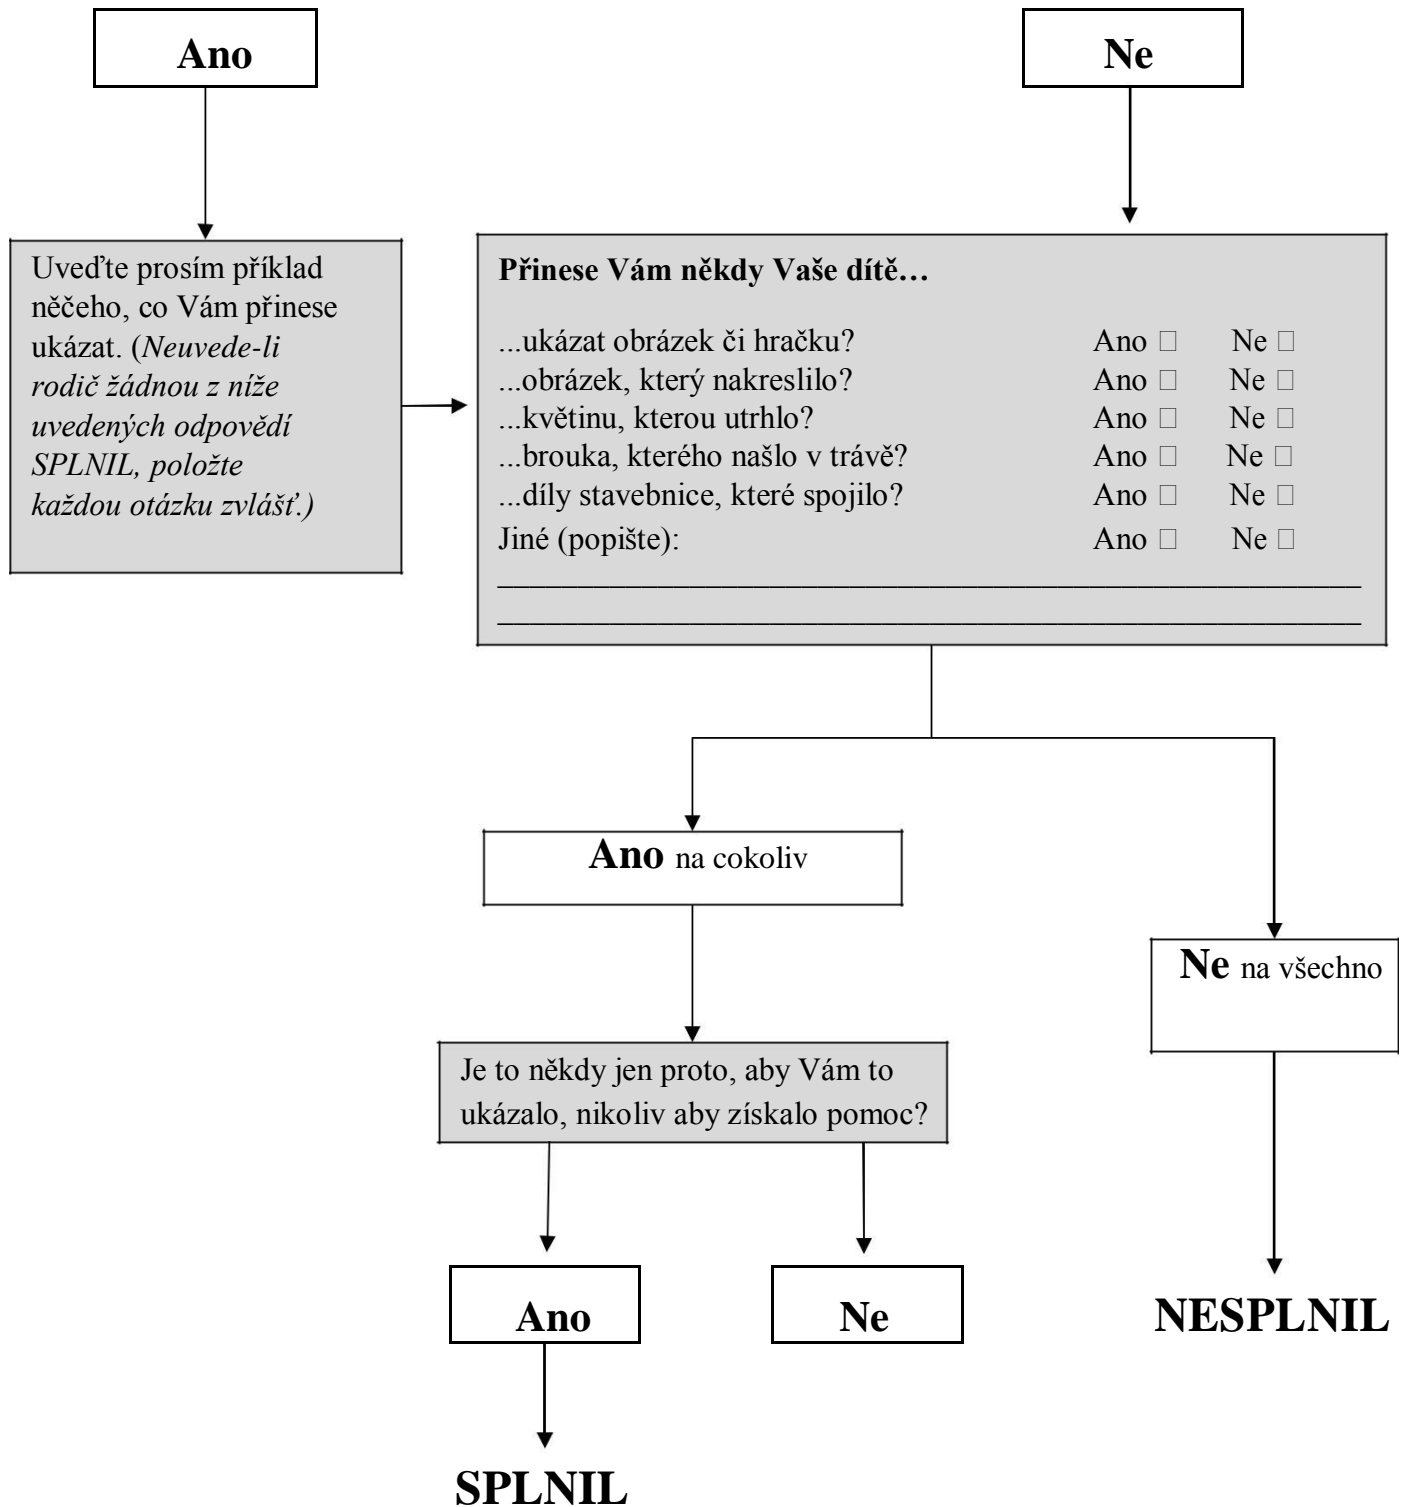 Ano
Ne
Uveďte prosím příklad
něčeho, co Vám přinese
ukázat. (Neuvede-li
rodič žádnou z níže
uvedených odpovědí
SPLNIL, položte
každou otázku zvlášť.)
Přinese Vám někdy Vaše dítě…
...ukázat obrázek či hračku? Ano □ Ne □
...obrázek, který nakreslilo? Ano □ Ne □
...květinu, kterou utrhlo? Ano □ Ne □
...brouka, kterého našlo v trávě? Ano □ Ne □
...díly stavebnice, které spojilo? Ano □ Ne □
Jiné (popište): Ano □ Ne □
Ano na cokoliv
Ne na všechno
Je to někdy jen proto, aby Vám to
ukázalo, nikoliv aby získalo pomoc?
Ano
Ne
NESPLNIL
SPLNIL